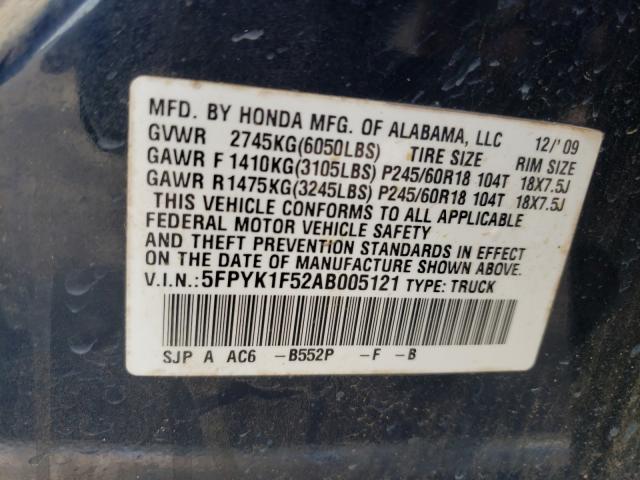 MFD. BY HONDA MFG. OF ALABAMA, LLC 12/'09
GVWR 2745KG(6050LBS) TIRE SIZE RIM SIZE
GAWR F 1410KG(3105LBS) P245/60R18 104T 18X7.5J
GAWR R1475KG(3245LBS) P245/60R18 104T 18X7.5J
THIS VEHICLE CONFORMS TO ALL APPLICABLE
FEDERAL MOTOR VEHICLE SAFETY
AND THEFT PREVENTION STANDARDS IN EFFECT
ON THE DATE OF MANUFACTURE SHOWN ABOVE.
V.I.N.: 5FPYK1F52AB005121 TYPE: TRUCK
SJP A AC6 -B552P -F -B